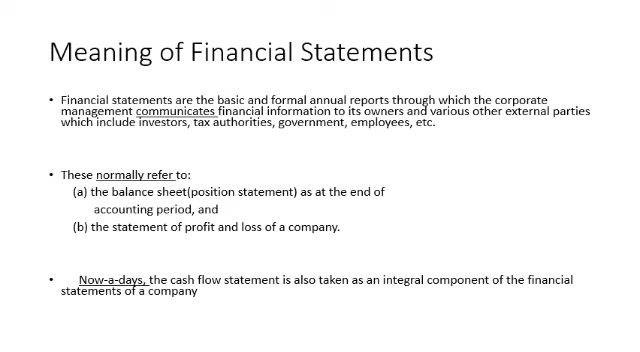 Meaning of Financial Statements
• Financial statements are the basic and formal annual reports through which the corporate
management communicates financial information to its owners and various other external parties
which include investors, tax authorities, government, employees, etc.
• These normally refer to:
(a) the balance sheet(position statement) as at the end of
accounting period, and
(b) the statement of profit and loss of a company.
• Now-a-days, the cash flow statement is also taken as an integral component of the financial
statements of a company